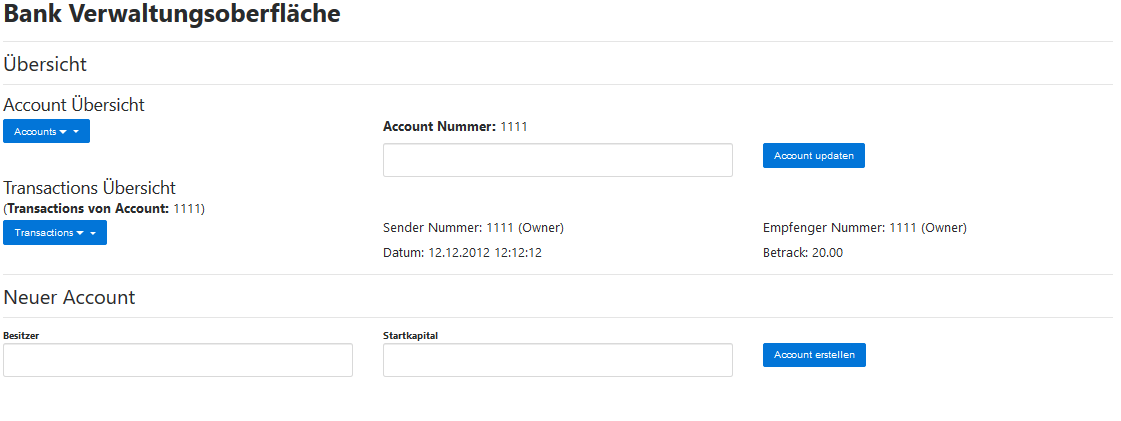 Bank Verwaltungsoberfläche
Übersicht
Account Übersicht
Accounts
Account Nummer: 1111
Account updaten
Transactions Übersicht
(Transactions von Account: 1111)
Transactions
Sender Nummer: 1111 (Owner)
Empfenger Nummer: 1111 (Owner)
Datum: 12.12.2012 12:12:12
Betrack: 20.00
Neuer Account
Besitzer
Startkapital
Account erstellen